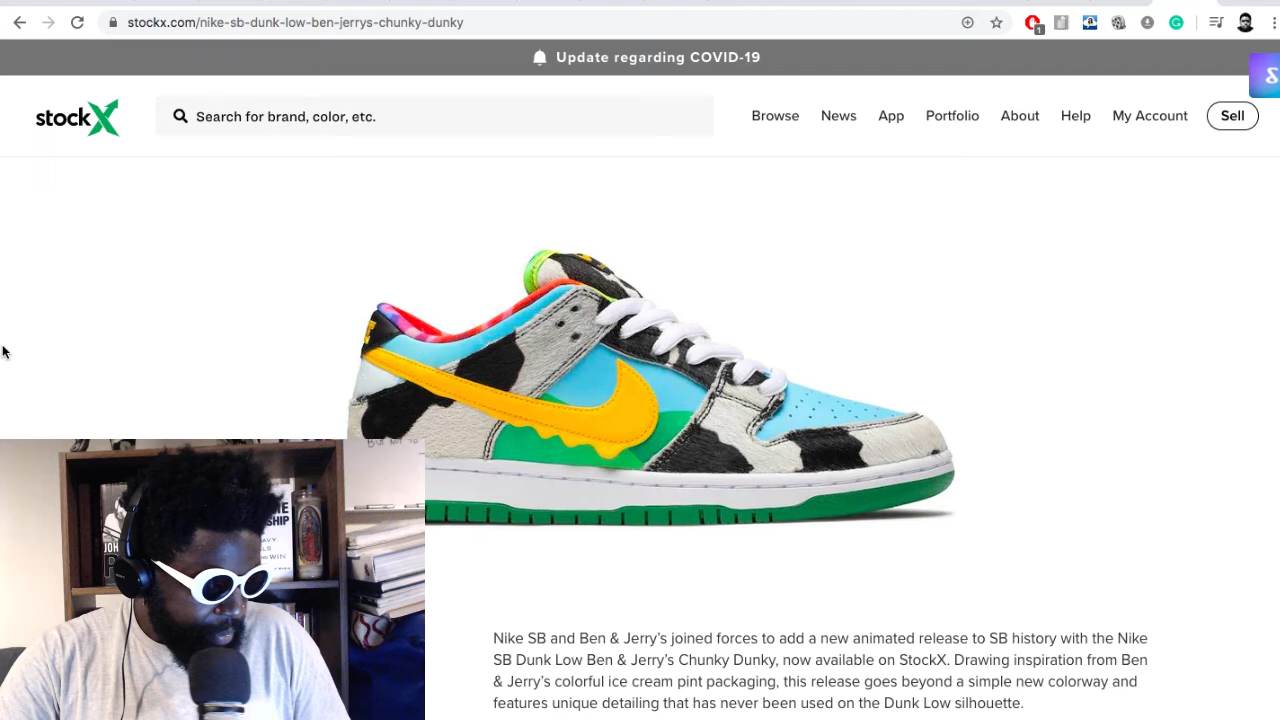 stockx.com/nike-sb-dunk-low-ben-jerrys-chunky-dunky
1
Update regarding COVID-19
stockX
Search for brand, color, etc.
Browse
News
App
Portfolio
About
Help
My Account
Sell
JOH
WIN
Nike SB and Ben & Jerry's joined forces to add a new animated release to SB history with the Nike
SB Dunk Low Ben & Jerry's Chunky Dunky, now available on StockX. Drawing inspiration from Ben
& Jerry's colorful ice cream pint packaging, this release goes beyond a simple new colorway and
features unique detailing that has never been used on the Dunk Low silhouette.